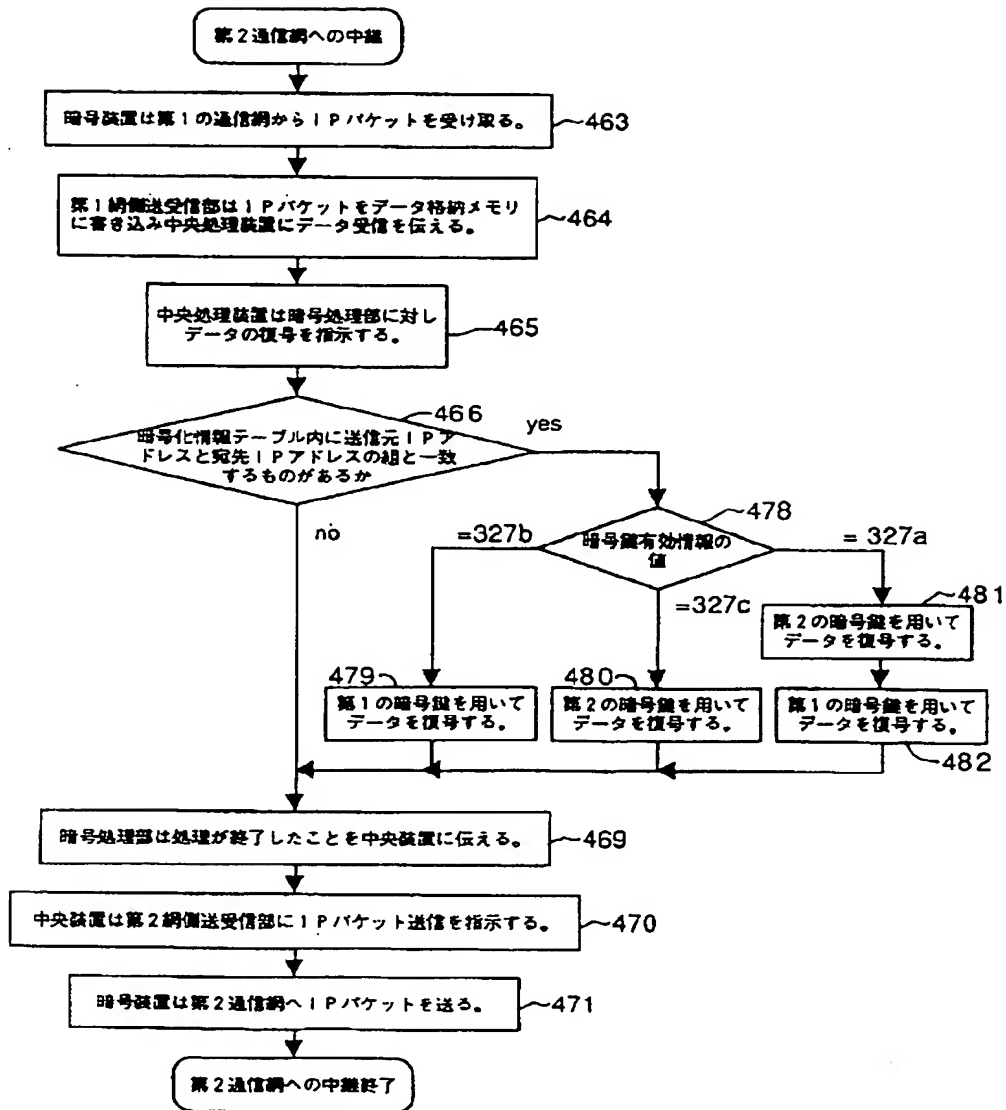 第2通信網への中継
暗号装置は第1の通信網からIPパケットを受け取る。
463
第1網側送受信部はIPパケットをデータ格納メモリ
に書き込み中央処理装置にデータ受信を伝える。
464
中央処理装置は暗号処理部に対し
データの復号を指示する。
465
466
暗号化情報テーブル内に送信元IPア
ドレスと宛先IPアドレスの組と一致
するものがあるか
yes
no
478
暗号鍵有効情報の
値
=327b
=327c
= 327a
481
第2の暗号鍵を用いて
データを復号する。
479
第1の暗号鍵を用いて
データを復号する。
480
第2の暗号鍵を用いて
データを復号する。
第1の暗号鍵を用いて
データを復号する。
482
暗号処理部は処理が終了したことを中央装置に伝える。
469
中央装置は第2網側送受信部にIPパケット送信を指示する。
470
暗号装置は第2通信網へIPパケットを送る。
471
第2通信網への中継終了